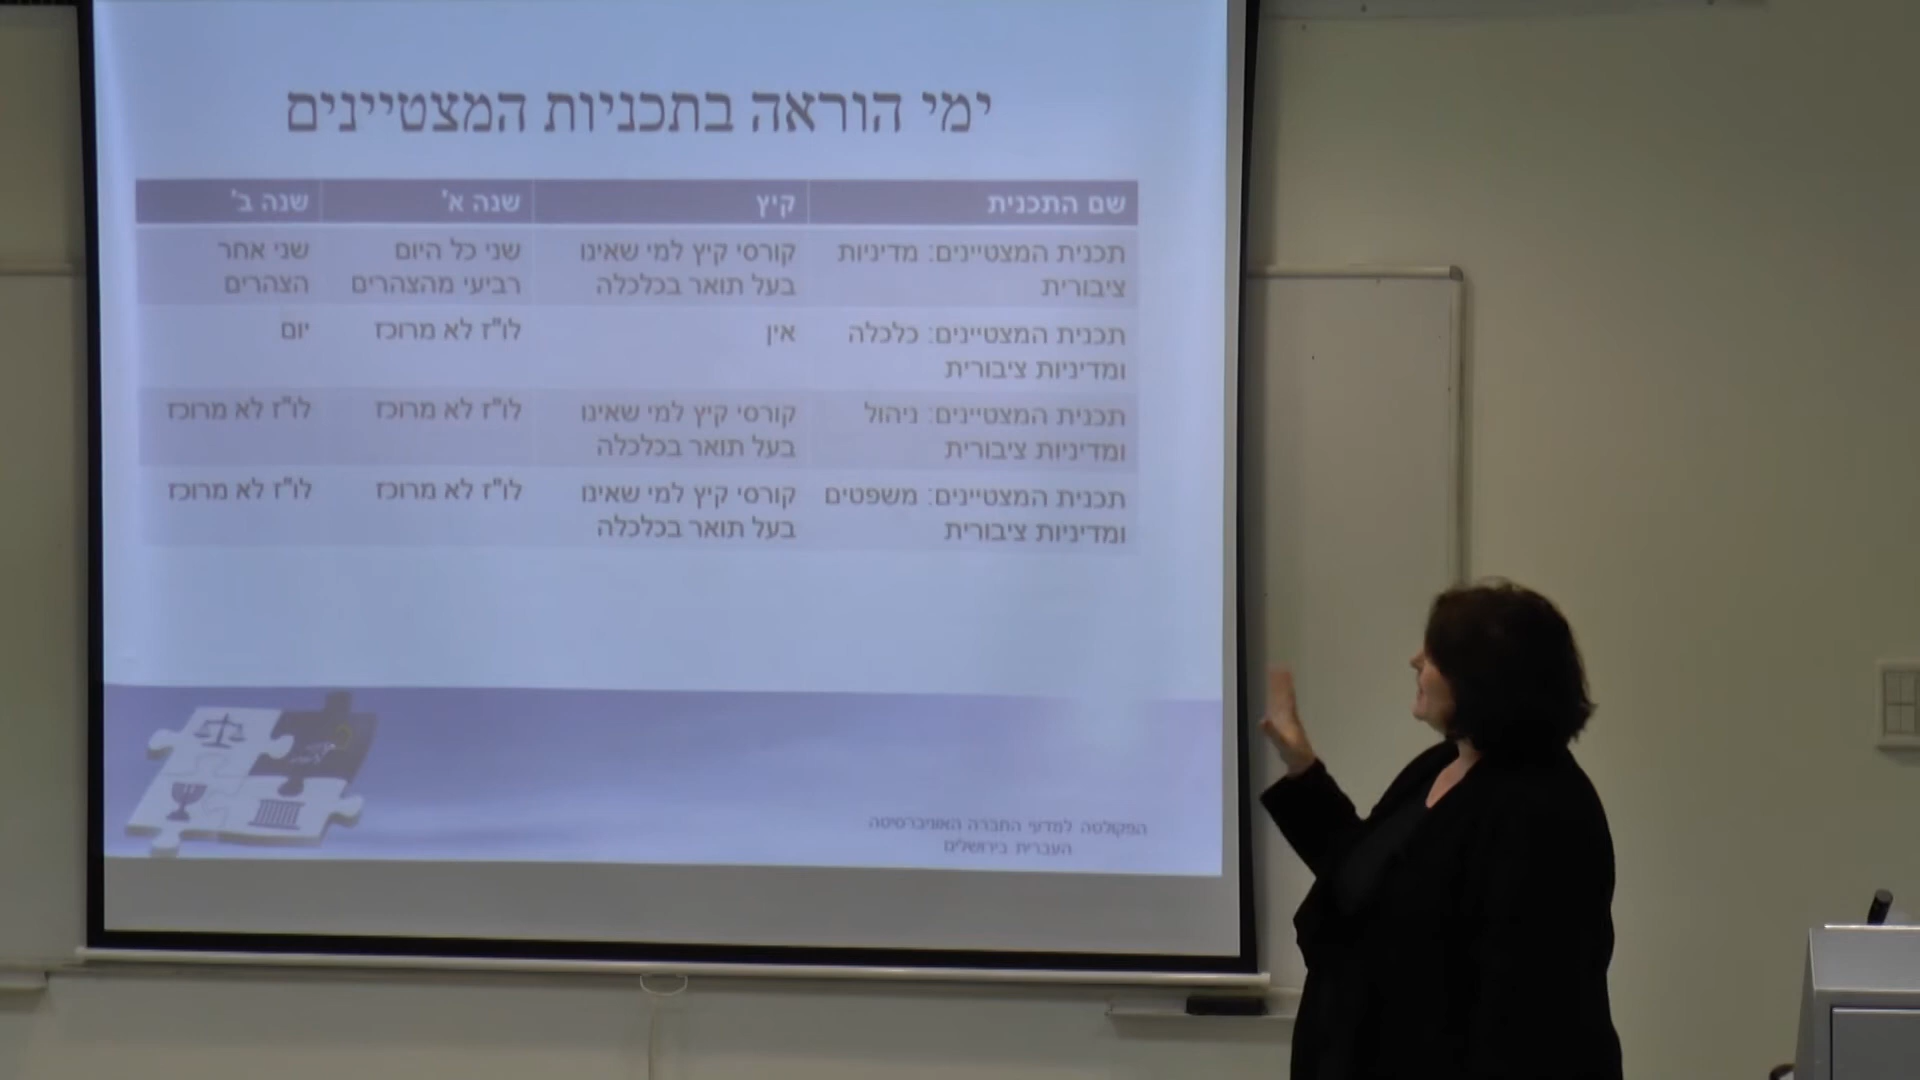 ימי הוראה בתכניות המצטיינים
שם התכנית קיץ שנה א' שנה ב'
תכנית המצטיינים: מדיניות קורסי קיץ למי שאינו שני כל היום שני אחר
ציבורית בעל תואר בכלכלה רביעי מהצהרים הצהרים
תכנית המצטיינים: כלכלה אין לו"ז לא מרוכז יום
ומדיניות ציבורית
תכנית המצטיינים: ניהול קורסי קיץ למי שאינו לו"ז לא מרוכז לו"ז לא מרוכז
ומדיניות ציבורית בעל תואר בכלכלה
תכנית המצטיינים: משפטים קורסי קיץ למי שאינו לו"ז לא מרוכז לו"ז לא מרוכז
ומדיניות ציבורית בעל תואר בכלכלה
הפקולטה למדעי החברה האוניברסיטה
העברית בירושלים